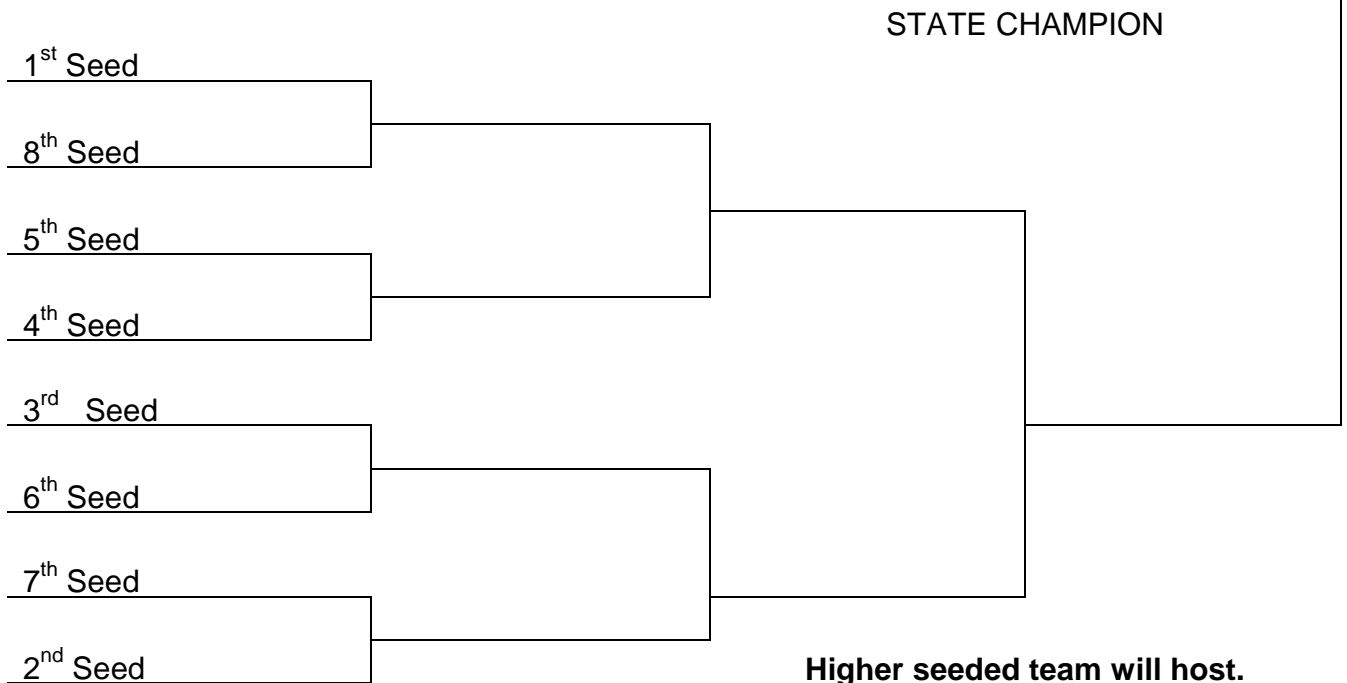 STATE CHAMPION
1st Seed
8th Seed
5th Seed
4th Seed
3rd Seed
6th Seed
7th Seed
2nd Seed
Higher seeded team will host.